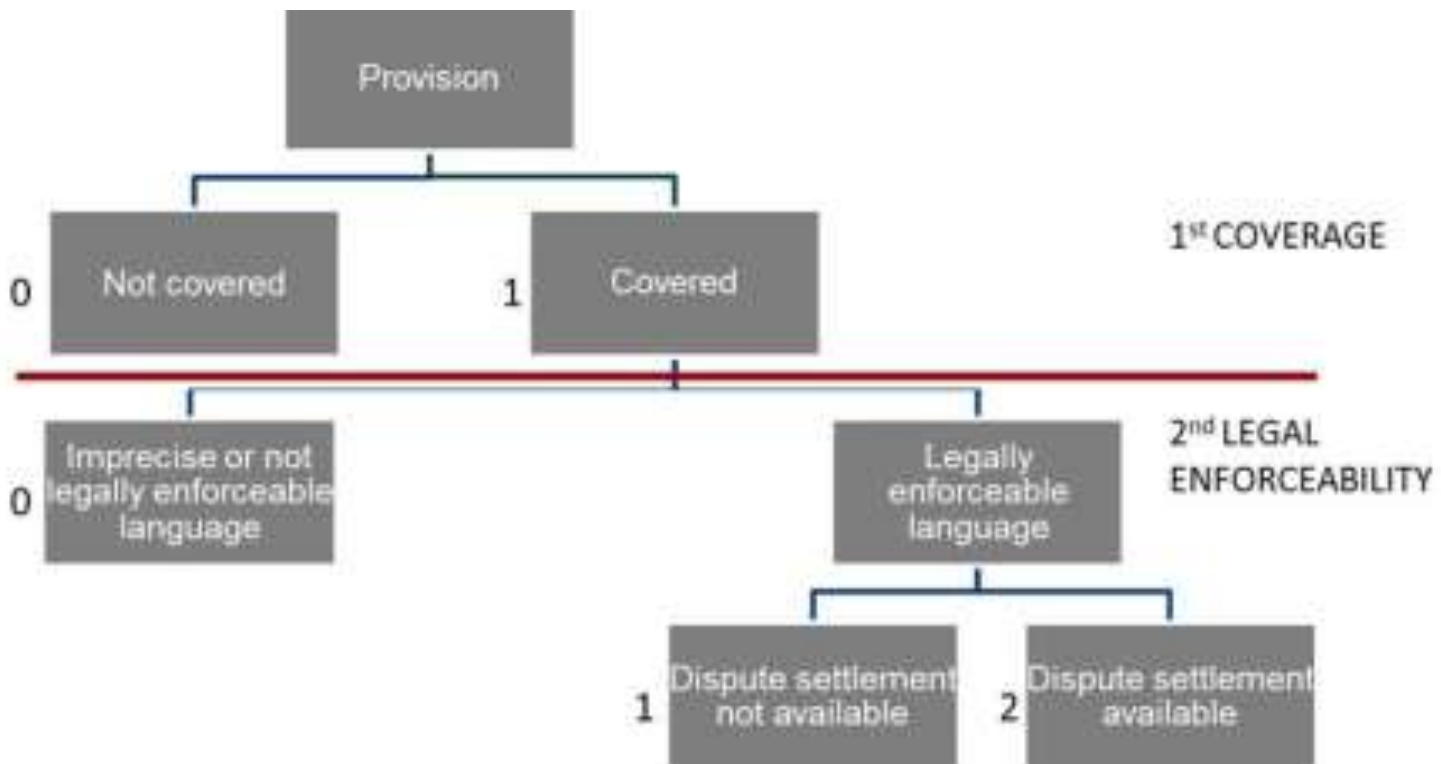 Provision
1st COVERAGE
0
Not covered
1
Covered
2nd LEGAL
ENFORCEABILITY
0
Imprecise or not
legally enforceable
language
Legally
enforceable
language
1
Dispute settlement
not available
2
Dispute settlement
available